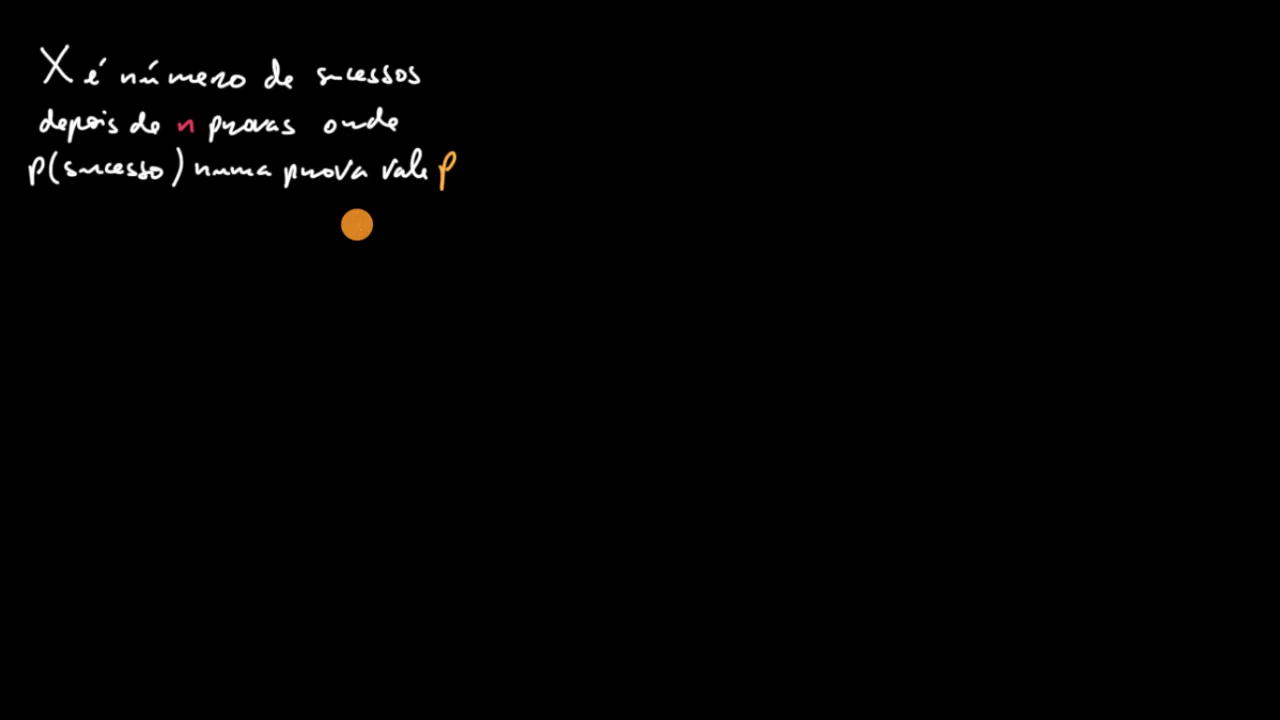 X é número de sucessos
depois de n provas onde
P(sucesso) numa prova vale p